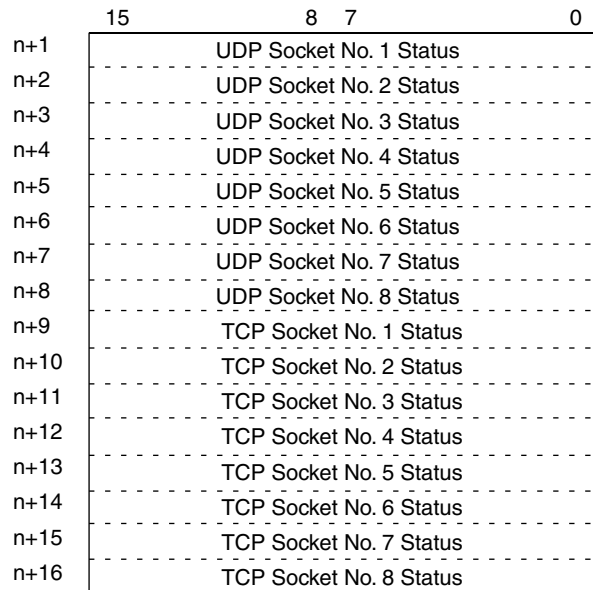 15 8 7 0
n+1 UDP Socket No. 1 Status
n+2 UDP Socket No. 2 Status
n+3 UDP Socket No. 3 Status
n+4 UDP Socket No. 4 Status
n+5 UDP Socket No. 5 Status
n+6 UDP Socket No. 6 Status
n+7 UDP Socket No. 7 Status
n+8 UDP Socket No. 8 Status
n+9 TCP Socket No. 1 Status
n+10 TCP Socket No. 2 Status
n+11 TCP Socket No. 3 Status
n+12 TCP Socket No. 4 Status
n+13 TCP Socket No. 5 Status
n+14 TCP Socket No. 6 Status
n+15 TCP Socket No. 7 Status
n+16 TCP Socket No. 8 Status